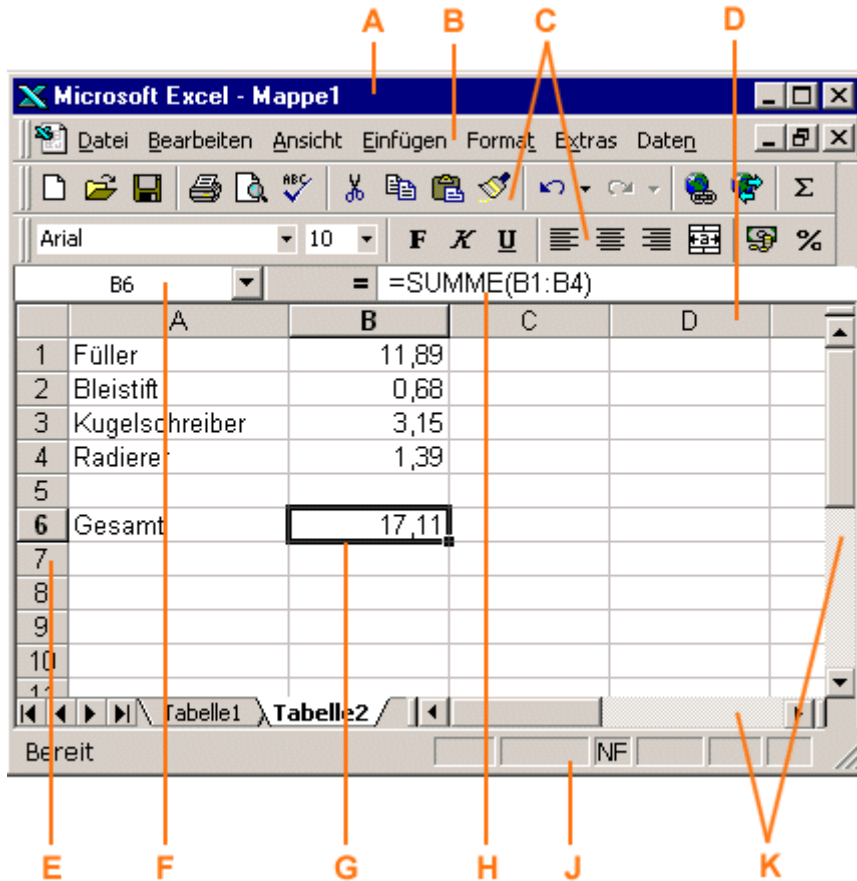 A B C D
Microsoft Excel - Mappe1
Datei Bearbeiten Ansicht Einfügen Format Extras Daten
ABC Σ
Arial 10 F K U a %
B6 = =SUMME(B1:B4)
A B C D
1 Füller 11,89
2 Bleistift 0,68
3 Kugelschreiber 3,15
4 Radierer 1,39
5
6 Gesamt 17,11
7
8
9
10
11
Tabelle1 Tabelle2
Bereit NF
E F G H J K